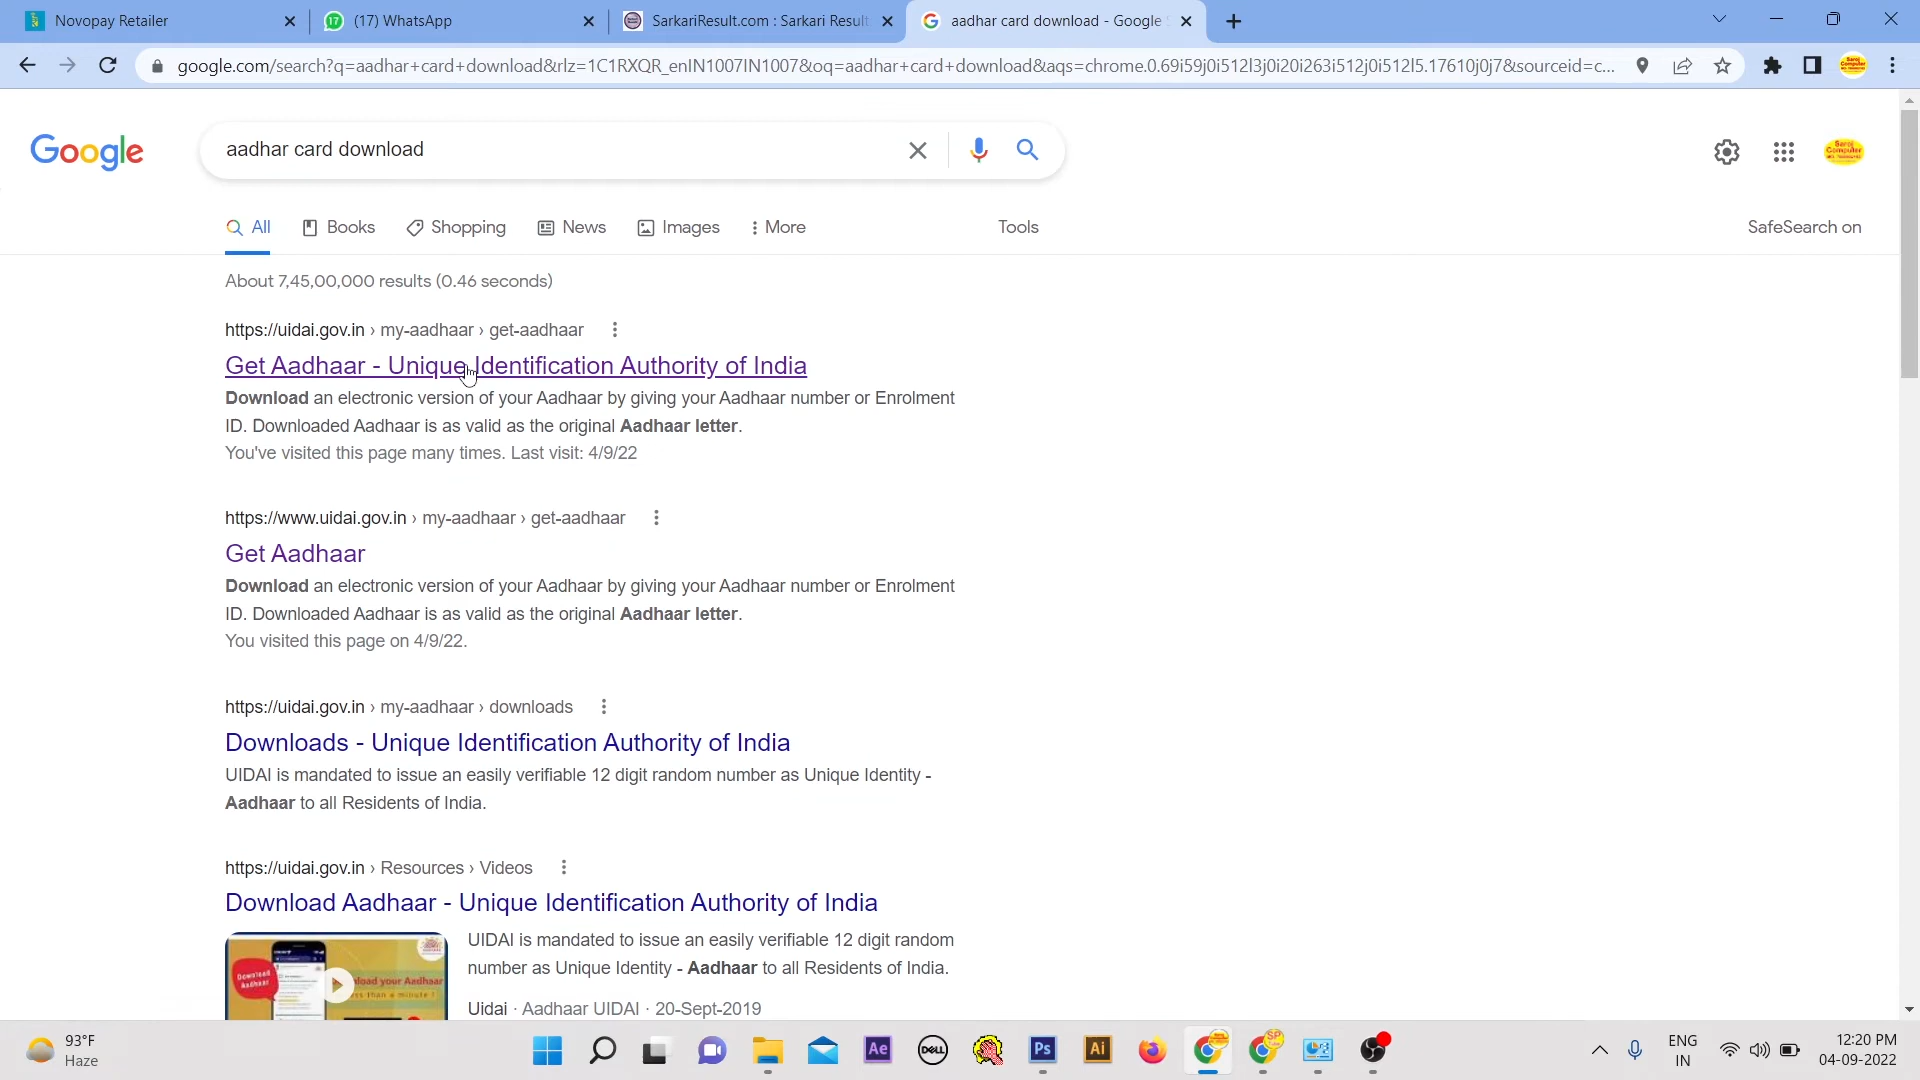 Novopay Retailer
(17) WhatsApp
SarkariResult.com : Sarkari Result
aadhar card download - Google
google.com/search?q=aadhar+card+download&rlz=1C1RXQR_enIN1007IN1007&oq=aadhar+card+download&aqs=chrome.0.69i59j0i512l3j0i20i263i512j0i512l5.17610j0j7&sourceid=c...
Google
aadhar card download
All
Books
Shopping
News
Images
More
Tools
SafeSearch on
About 7,45,00,000 results (0.46 seconds)
https://uidai.gov.in › my-aadhaar › get-aadhaar
Get Aadhaar - Unique Identification Authority of India
Download an electronic version of your Aadhaar by giving your Aadhaar number or Enrolment
ID. Downloaded Aadhaar is as valid as the original Aadhaar letter.
You've visited this page many times. Last visit: 4/9/22
https://www.uidai.gov.in › my-aadhaar › get-aadhaar
Get Aadhaar
Download an electronic version of your Aadhaar by giving your Aadhaar number or Enrolment
ID. Downloaded Aadhaar is as valid as the original Aadhaar letter.
You visited this page on 4/9/22.
https://uidai.gov.in › my-aadhaar › downloads
Downloads - Unique Identification Authority of India
UIDAI is mandated to issue an easily verifiable 12 digit random number as Unique Identity -
Aadhaar to all Residents of India.
https://uidai.gov.in › Resources › Videos
Download Aadhaar - Unique Identification Authority of India
Download
Aadhaar
your Aadhaar
than a minute !
UIDAI is mandated to issue an easily verifiable 12 digit random
number as Unique Identity - Aadhaar to all Residents of India.
Uidai · Aadhaar UIDAI · 20-Sept-2019
93°F
Haze
Ae
DELL
Ps
Ai
ENG
IN
12:20 PM
04-09-2022